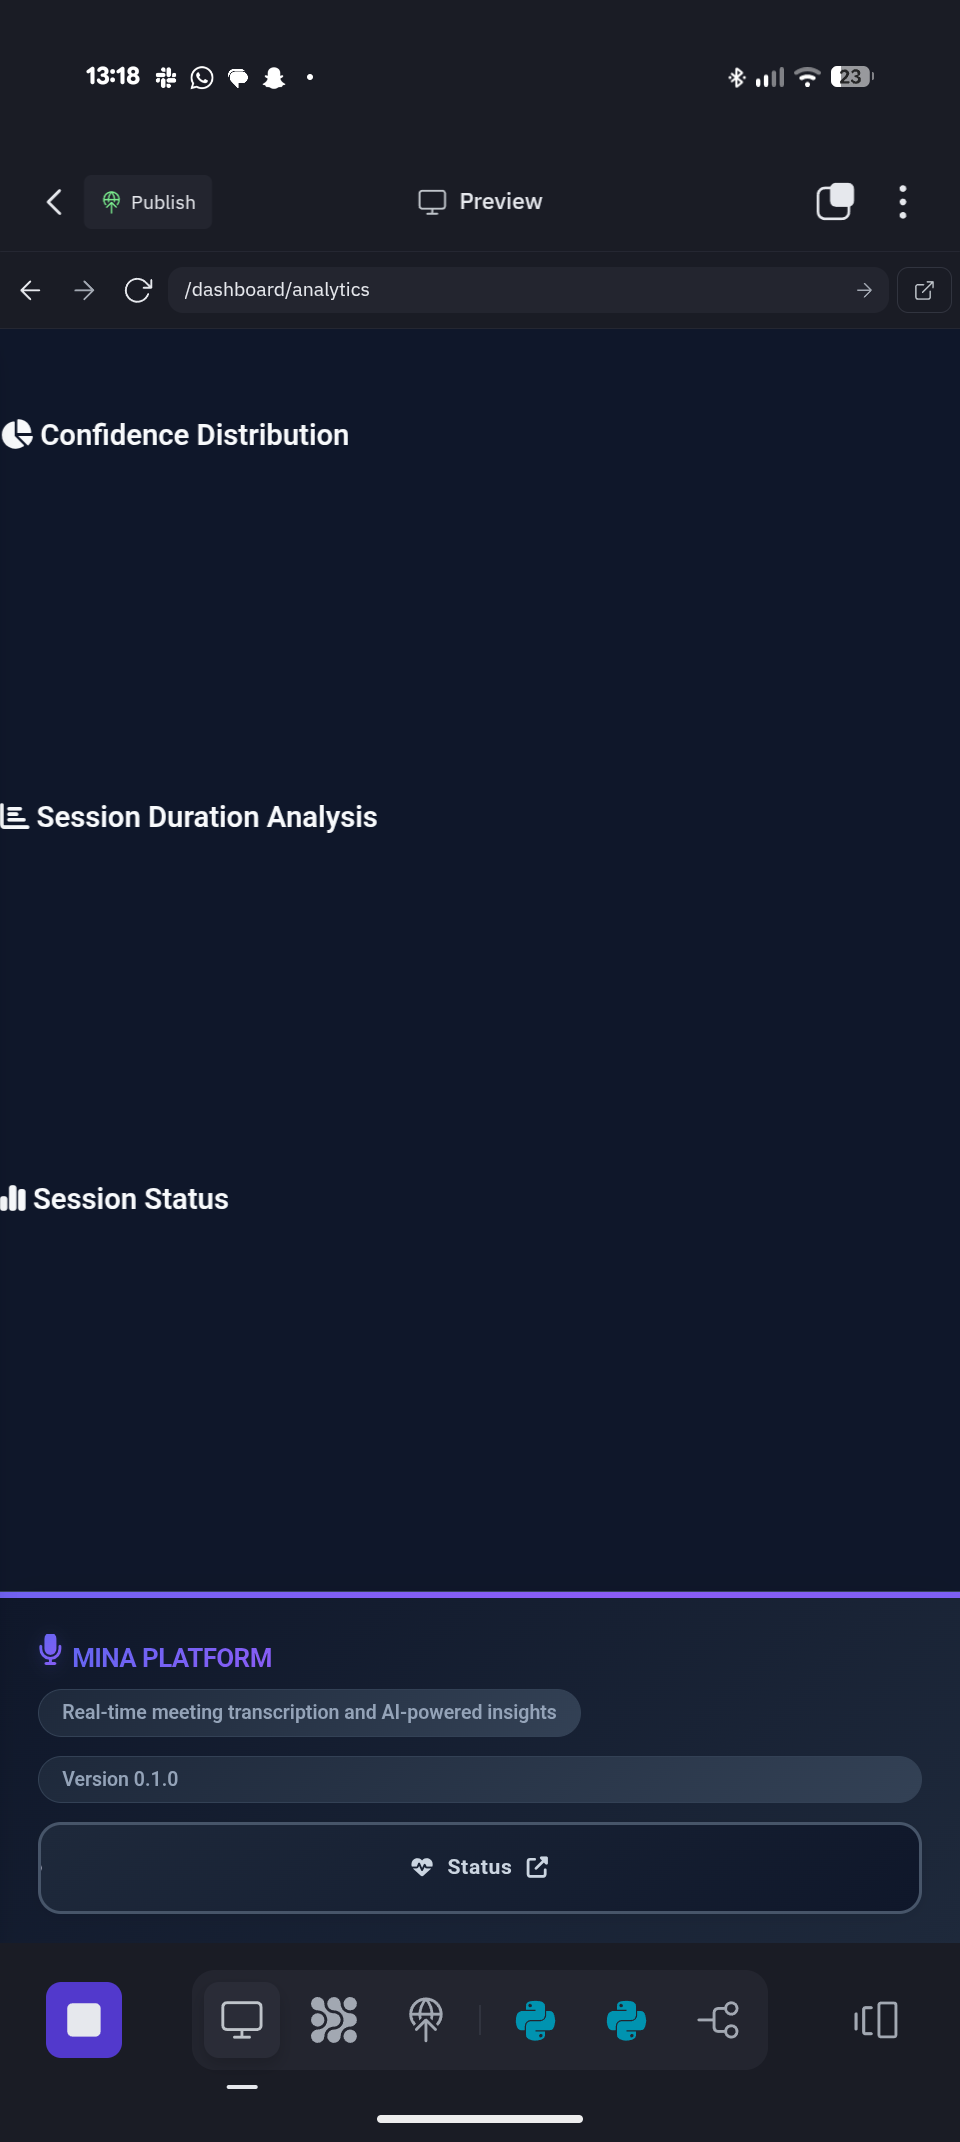 13:18
23
Publish
Preview
/dashboard/analytics
Confidence Distribution
Session Duration Analysis
Session Status
MINA PLATFORM
Real-time meeting transcription and AI-powered insights
Version 0.1.0
Status